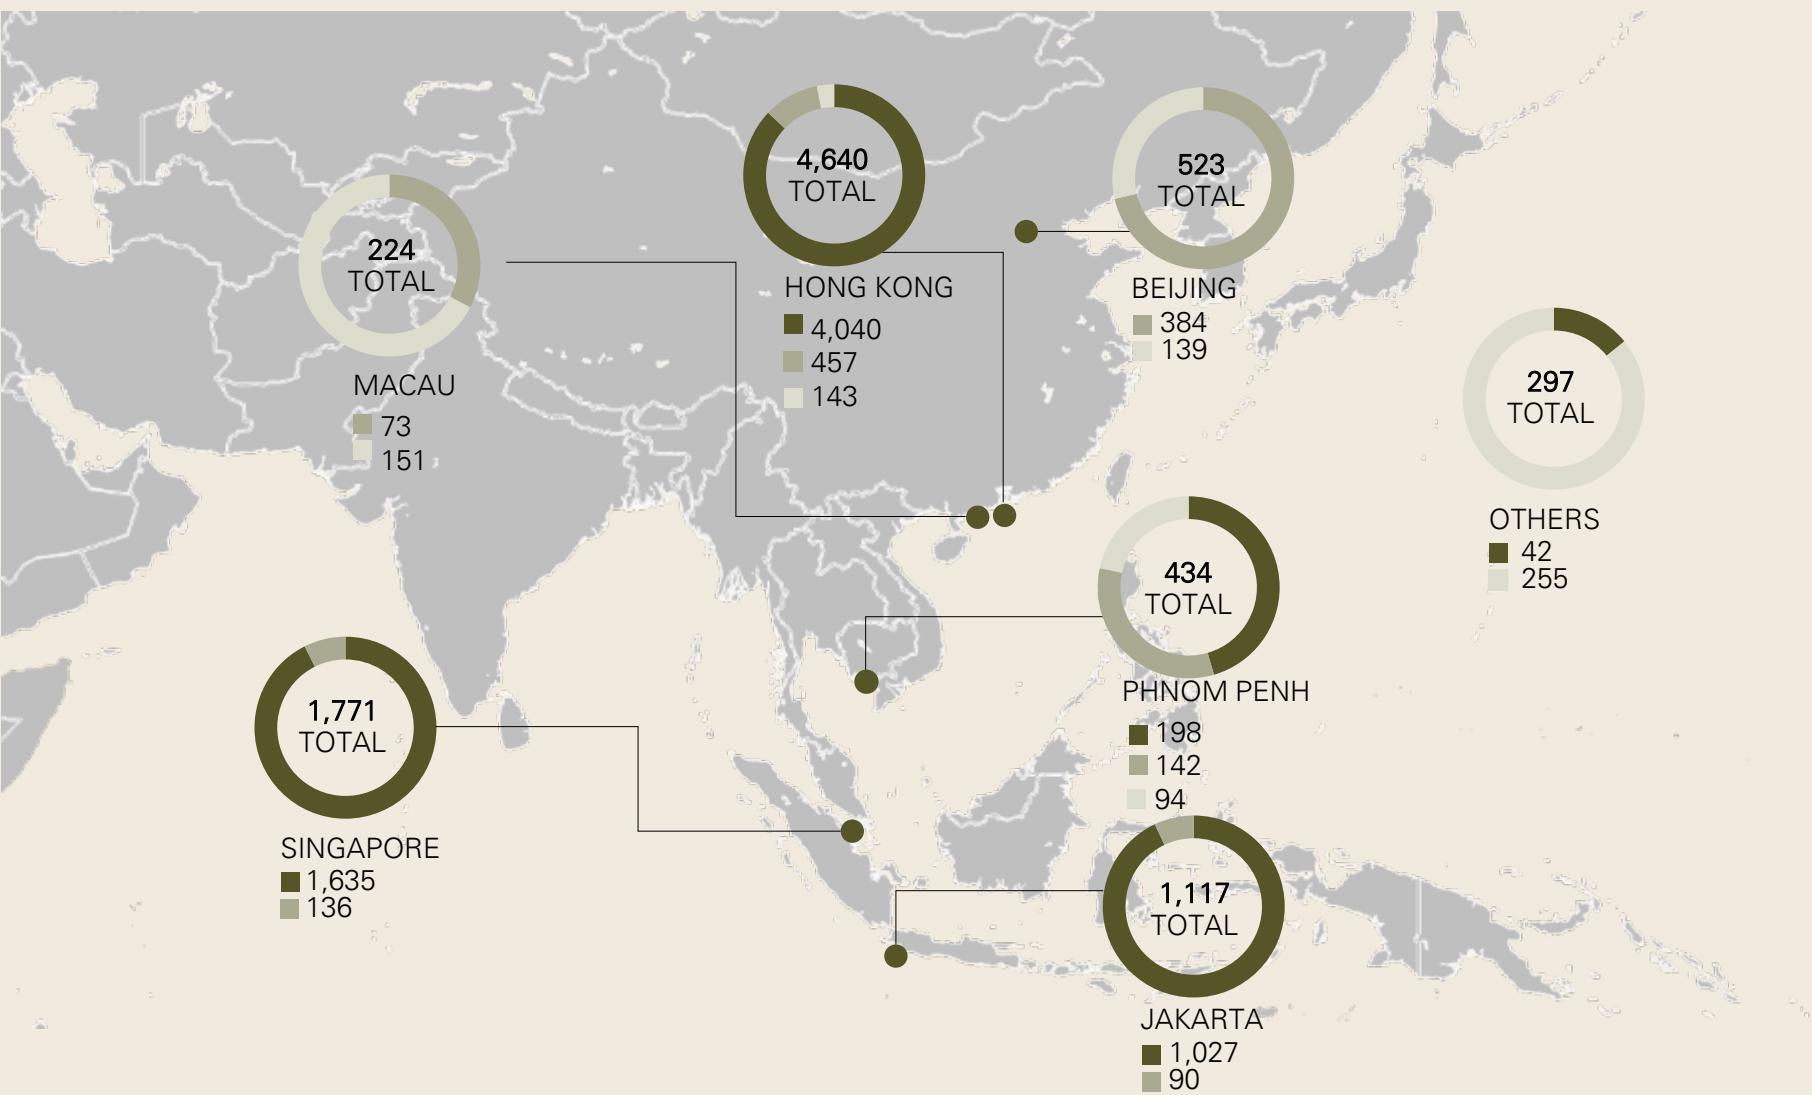 4,640
TOTAL
HONG KONG
4,040
457
143
523
TOTAL
BEIJING
384
139
224
TOTAL
MACAU
73
151
297
TOTAL
OTHERS
42
255
434
TOTAL
PHNOM PENH
198
142
94
1,771
TOTAL
SINGAPORE
1,635
136
1,117
TOTAL
JAKARTA
1,027
90